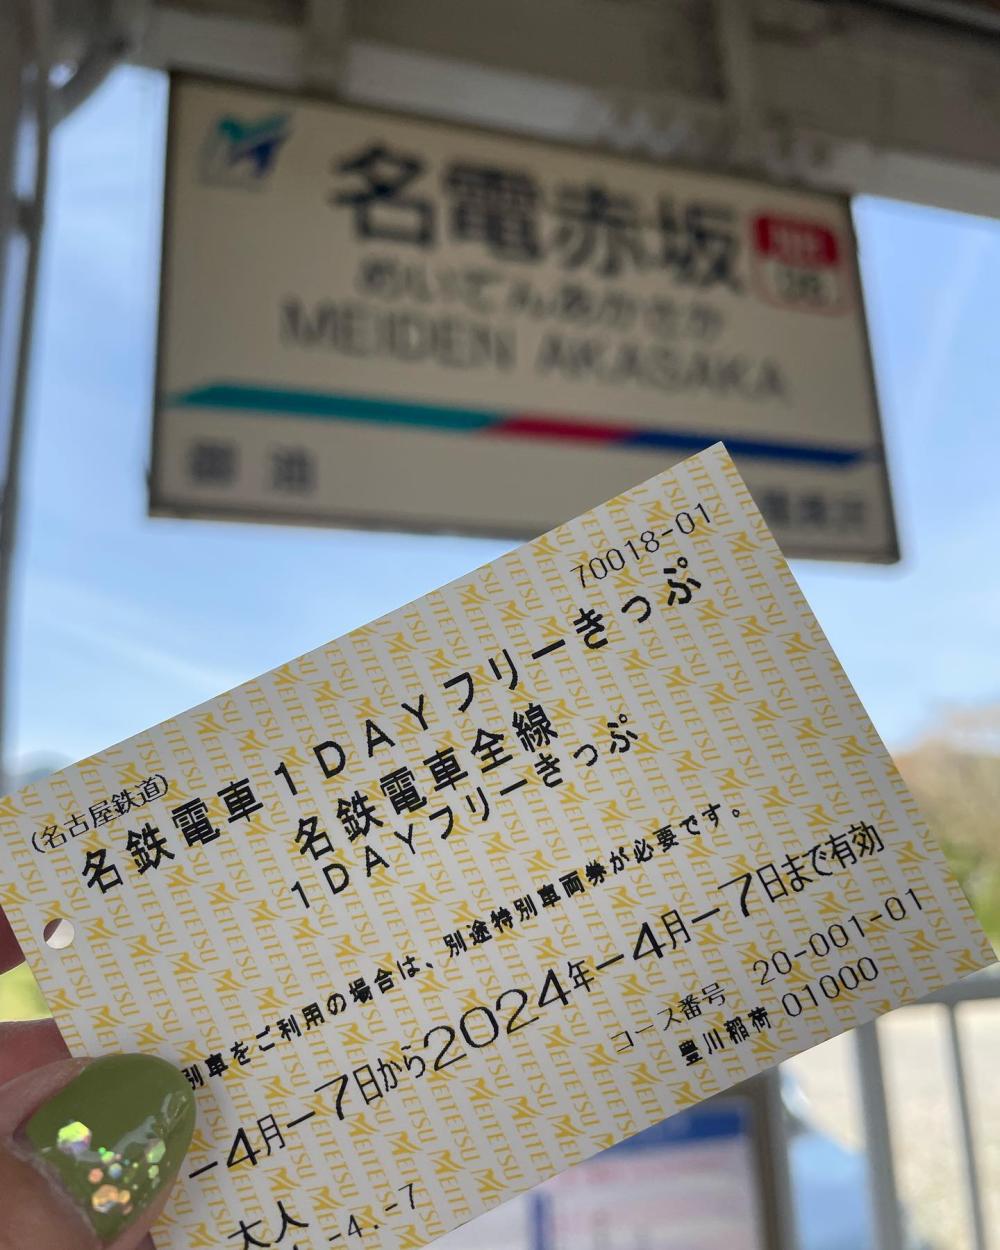 名電赤坂
めいでんあかさか
MEIDEN AKASAKA
御油
70018-01
(名古屋鉄道)
名鉄電車1DAYフリーきっぷ
名鉄電車全線
1DAYフリーきっぷ
別車をご利用の場合は、別途特別車両券が必要です。
-4月-7日から2024年-4月-7日まで有効
コース番号 20-001-01
豊川稲荷 01000
大人
-4.-7